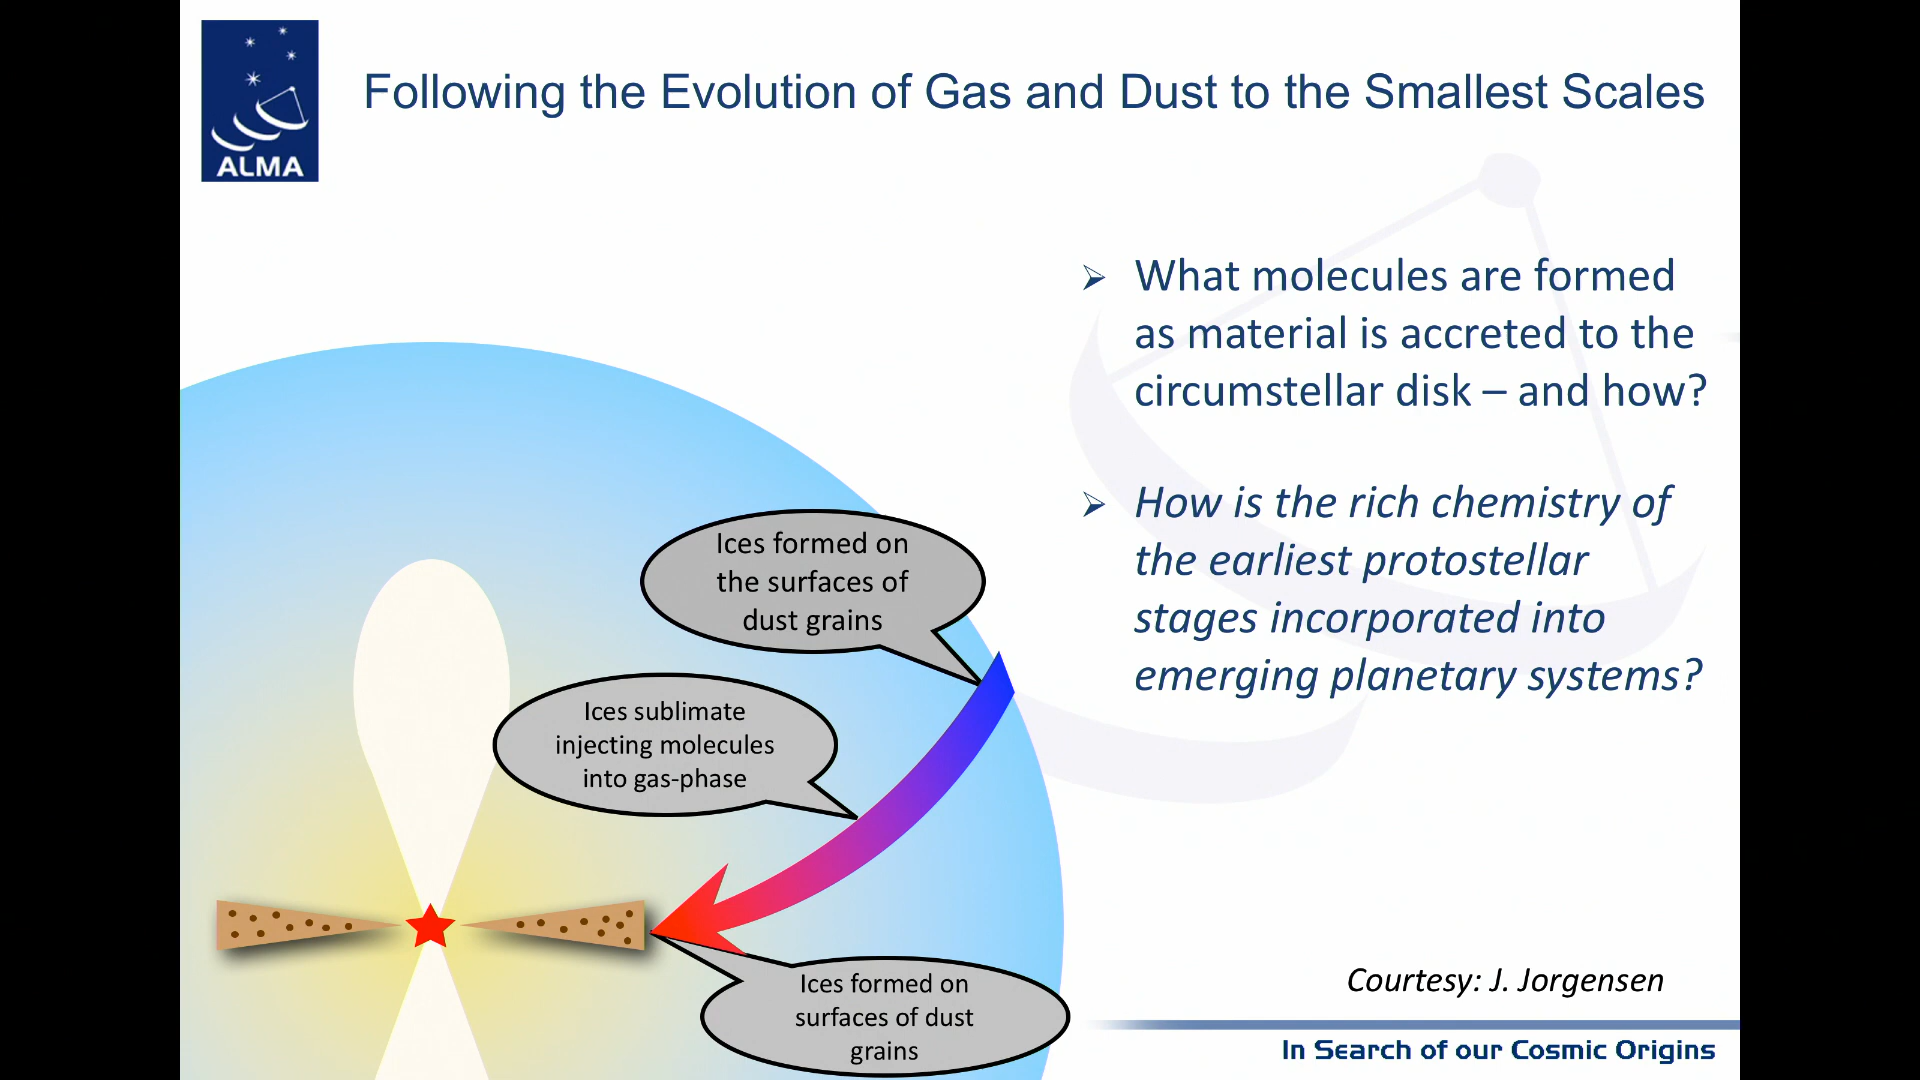 ALMA
Following the Evolution of Gas and Dust to the Smallest Scales
What molecules are formed
as material is accreted to the
circumstellar disk – and how?
How is the rich chemistry of
the earliest protostellar
stages incorporated into
emerging planetary systems?
Ices formed on
the surfaces of
dust grains
Ices sublimate
injecting molecules
into gas-phase
Ices formed on
surfaces of dust
grains
Courtesy: J. Jorgensen
In Search of our Cosmic Origins